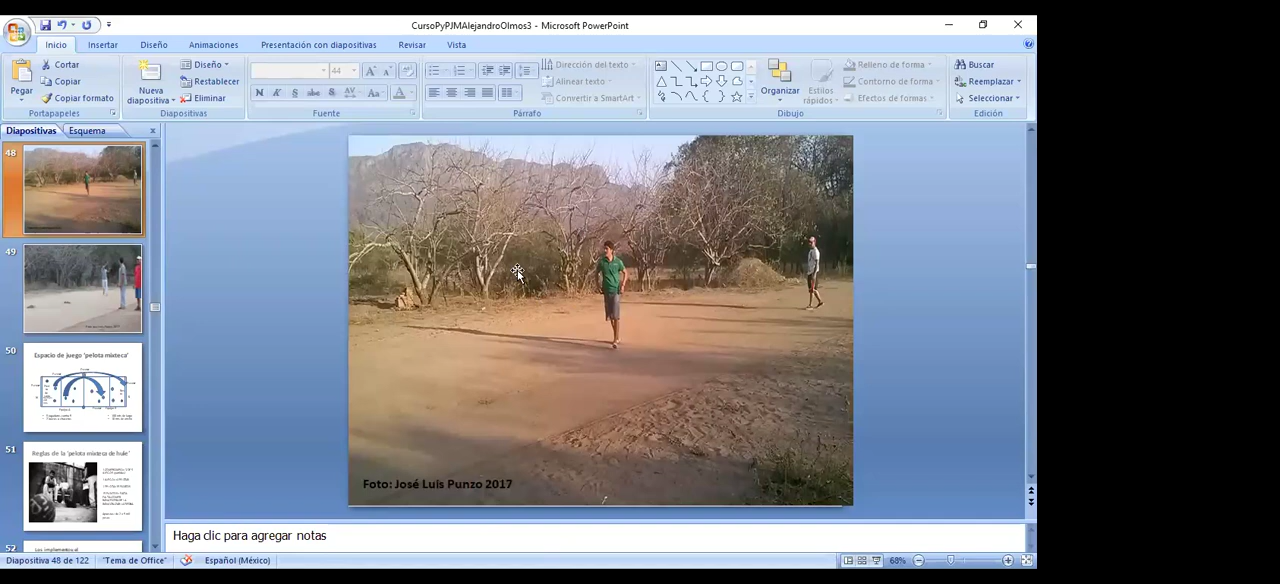 CursoPyPJMAlejandroOlmos3 - Microsoft PowerPoint
Inicio Insertar Diseño Animaciones Presentación con diapositivas Revisar Vista
Pegar
Cortar
Copiar
Copiar formato
Portapapeles
Nueva
diapositiva
Diseño
Restablecer
Eliminar
Diapositivas
44
Fuente
Dirección del texto
Alinear texto
Convertir a SmartArt
Párrafo
Organizar
Estilos
rápidos
Relleno de forma
Contorno de forma
Efectos de formas
Dibujo
Buscar
Reemplazar
Seleccionar
Edición
Diapositivas Esquema
48
49
50
Espacio de juego 'pelota mixteca'
51
Reglas de la 'pelota mixteca de hule'
52
Los implementos al
Foto: José Luis Punzo 2017
Haga clic para agregar notas
Diapositiva 48 de 122 "Tema de Office" Español (México) 68%